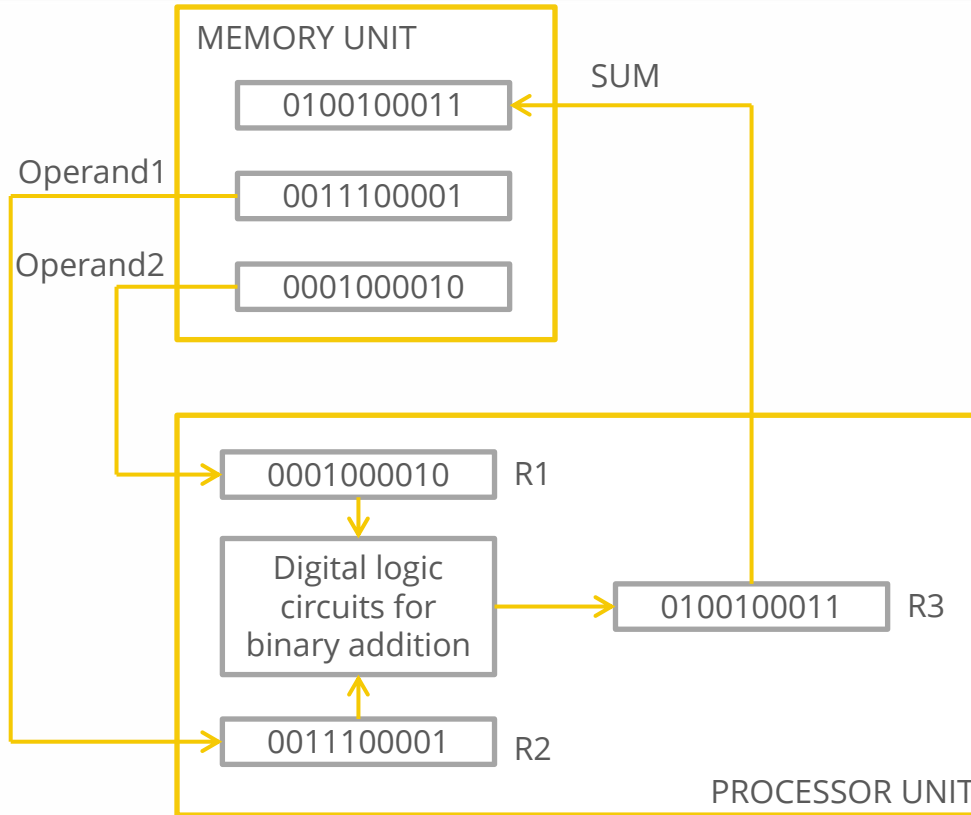 MEMORY UNIT
SUM
0100100011
Operand1
0011100001
Operand2
0001000010
0001000010
R1
Digital logic
circuits for
binary addition
0100100011
R3
0011100001
R2
PROCESSOR UNIT